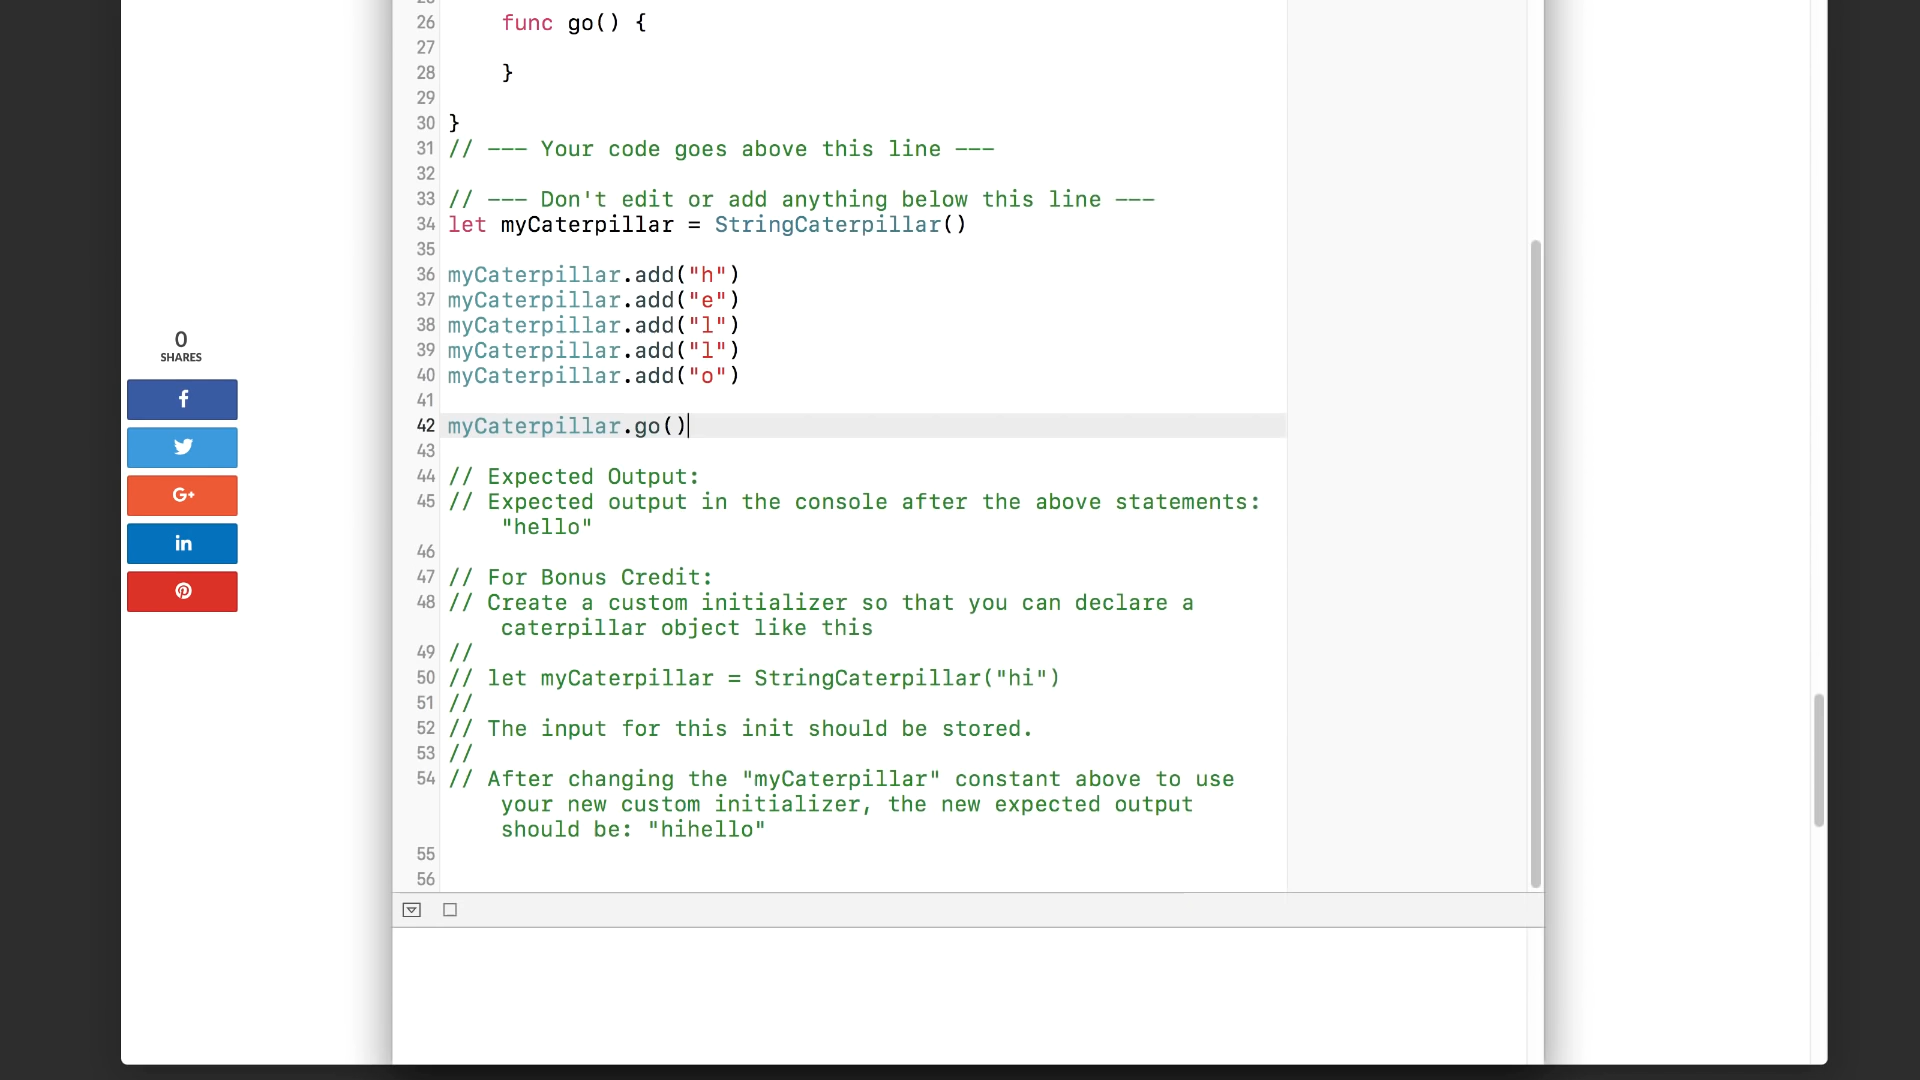 26 func go() {
27
28 }
29
30 }
31 // --- Your code goes above this line ---
32
33 // --- Don't edit or add anything below this line ---
34 let myCaterpillar = StringCaterpillar()
35
36 myCaterpillar.add("h")
37 myCaterpillar.add("e")
38 myCaterpillar.add("l")
39 myCaterpillar.add("l")
40 myCaterpillar.add("o")
41
42 myCaterpillar.go()
43
44 // Expected Output:
45 // Expected output in the console after the above statements:
"hello"
46
47 // For Bonus Credit:
48 // Create a custom initializer so that you can declare a
caterpillar object like this
49 //
50 // let myCaterpillar = StringCaterpillar("hi")
51 //
52 // The input for this init should be stored.
53 //
54 // After changing the "myCaterpillar" constant above to use
your new custom initializer, the new expected output
should be: "hihello"
55
56
0
SHARES
f
G+
in